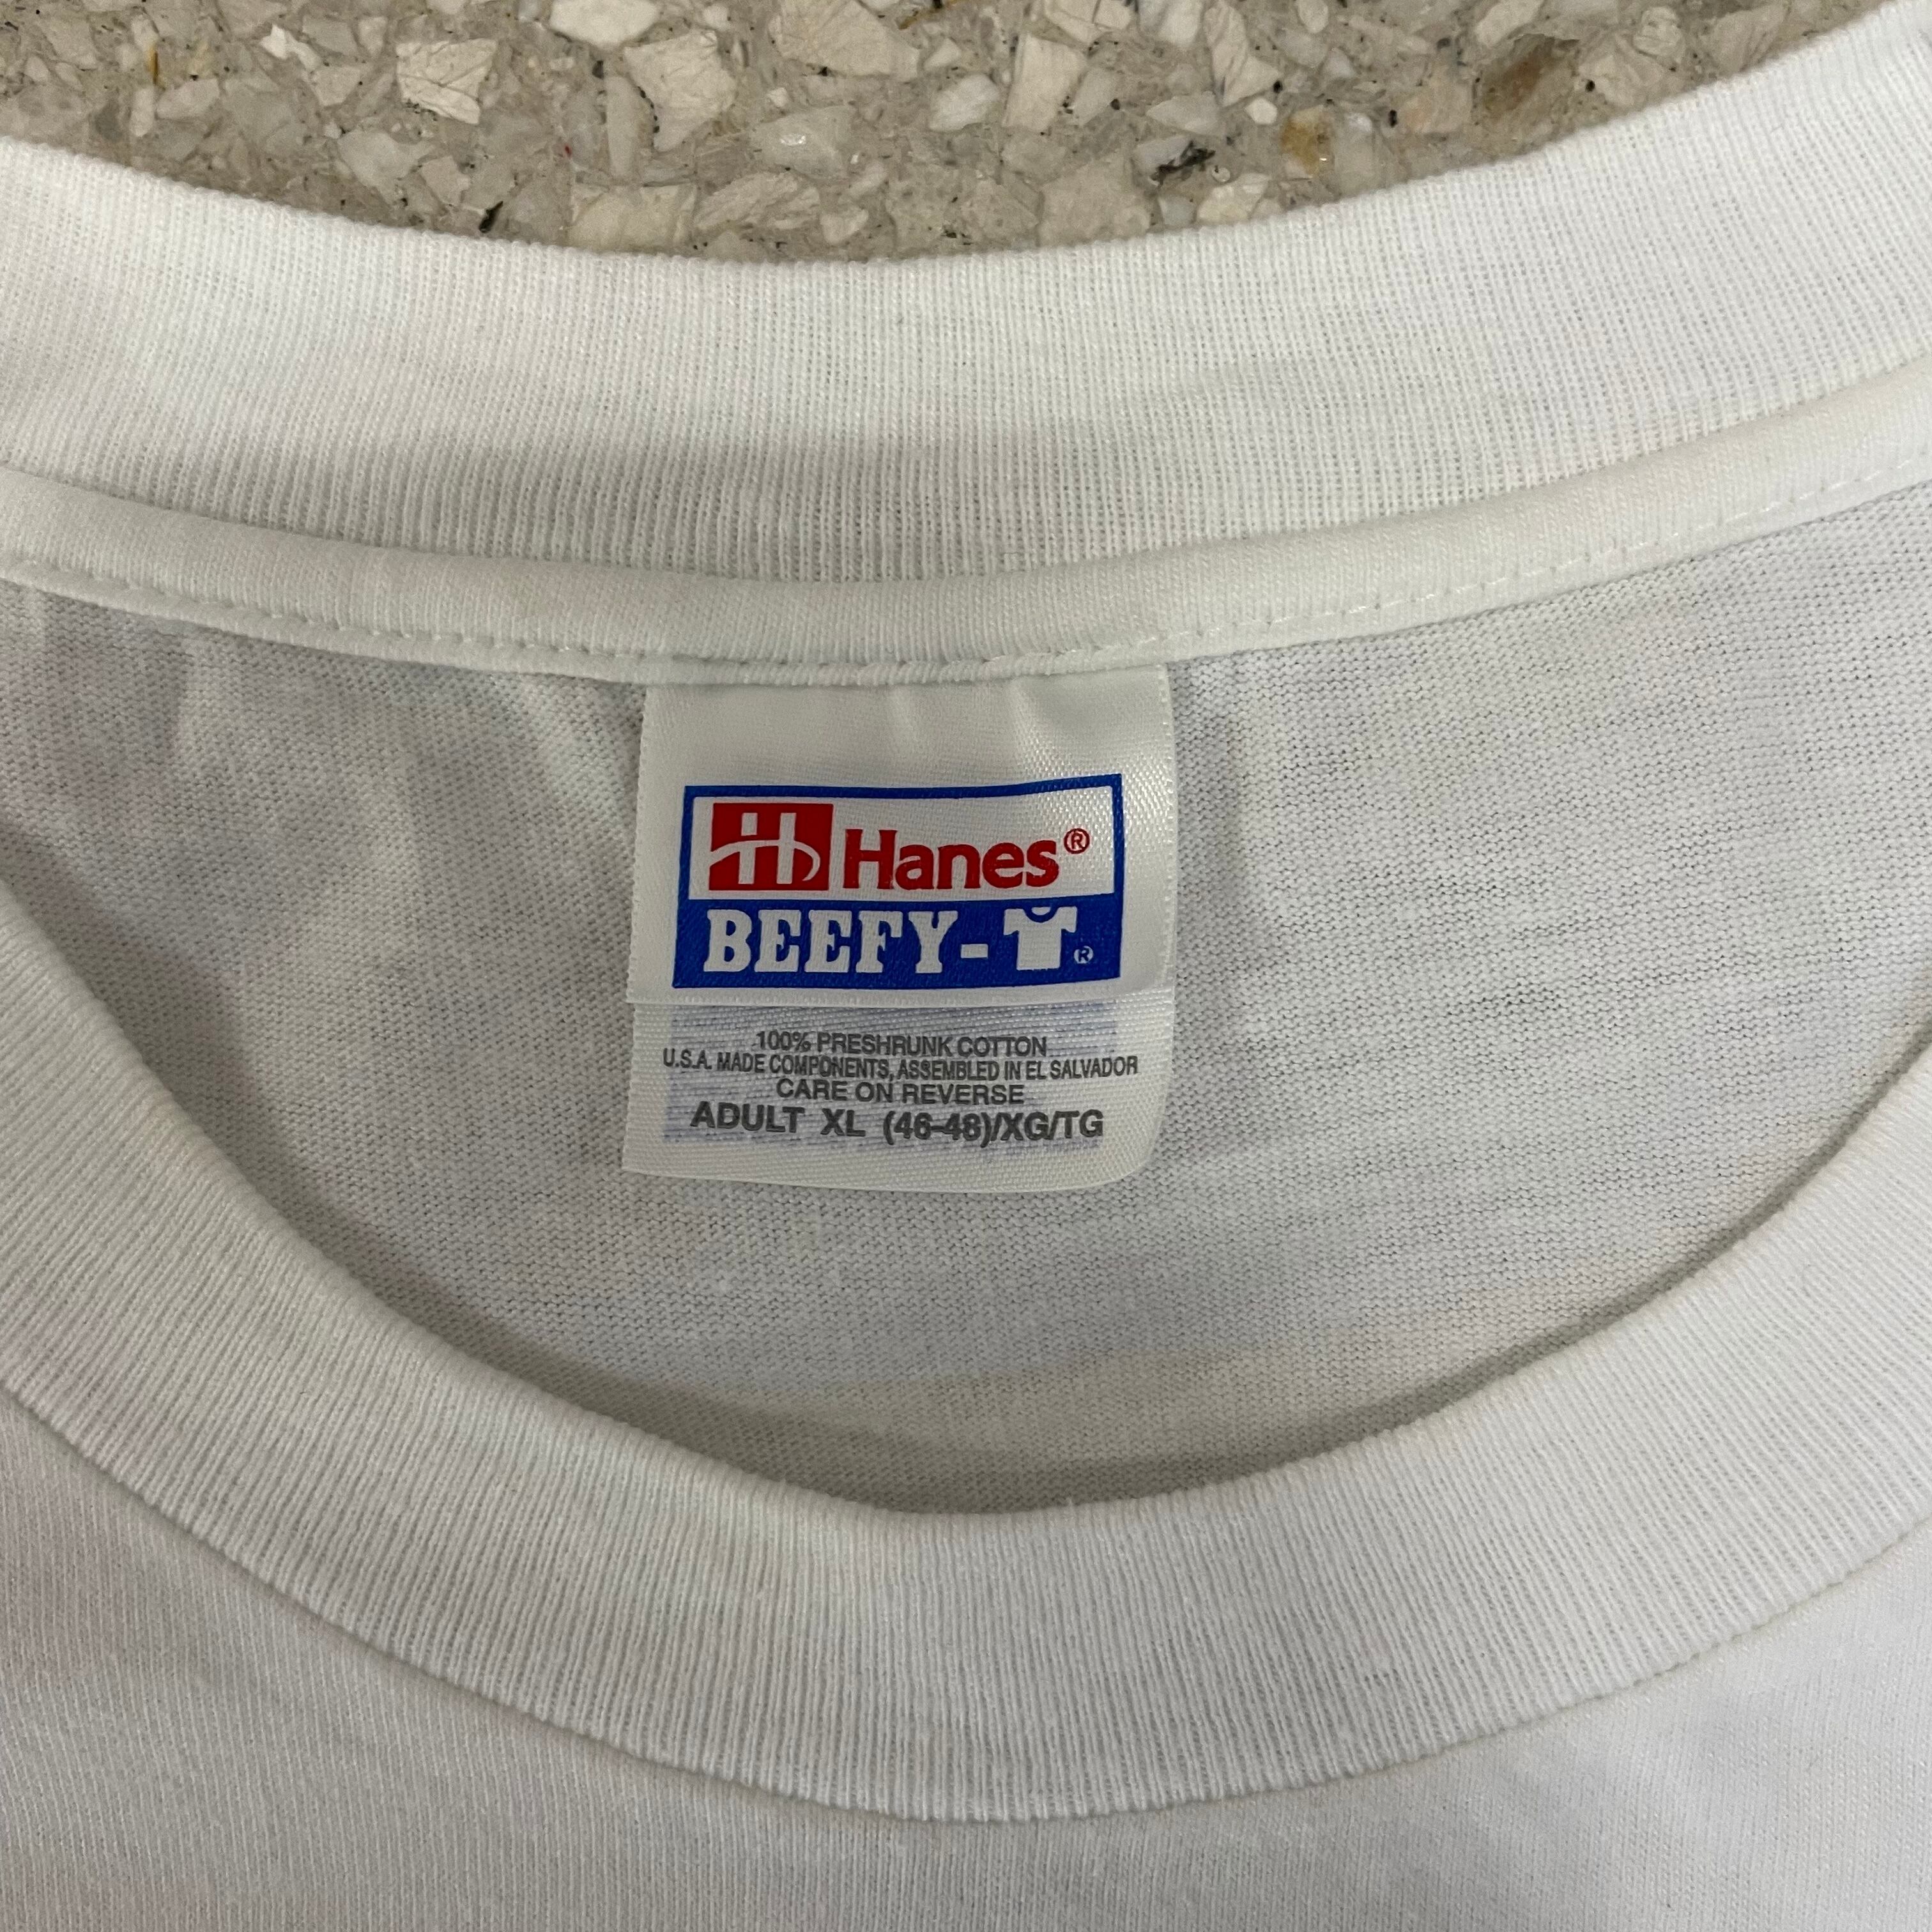 H Hanes®
BEEFY-T®
100% PRESHRUNK COTTON
U.S.A. MADE COMPONENTS, ASSEMBLED IN EL SALVADOR
CARE ON REVERSE
ADULT XL (46-48)/XG/TG